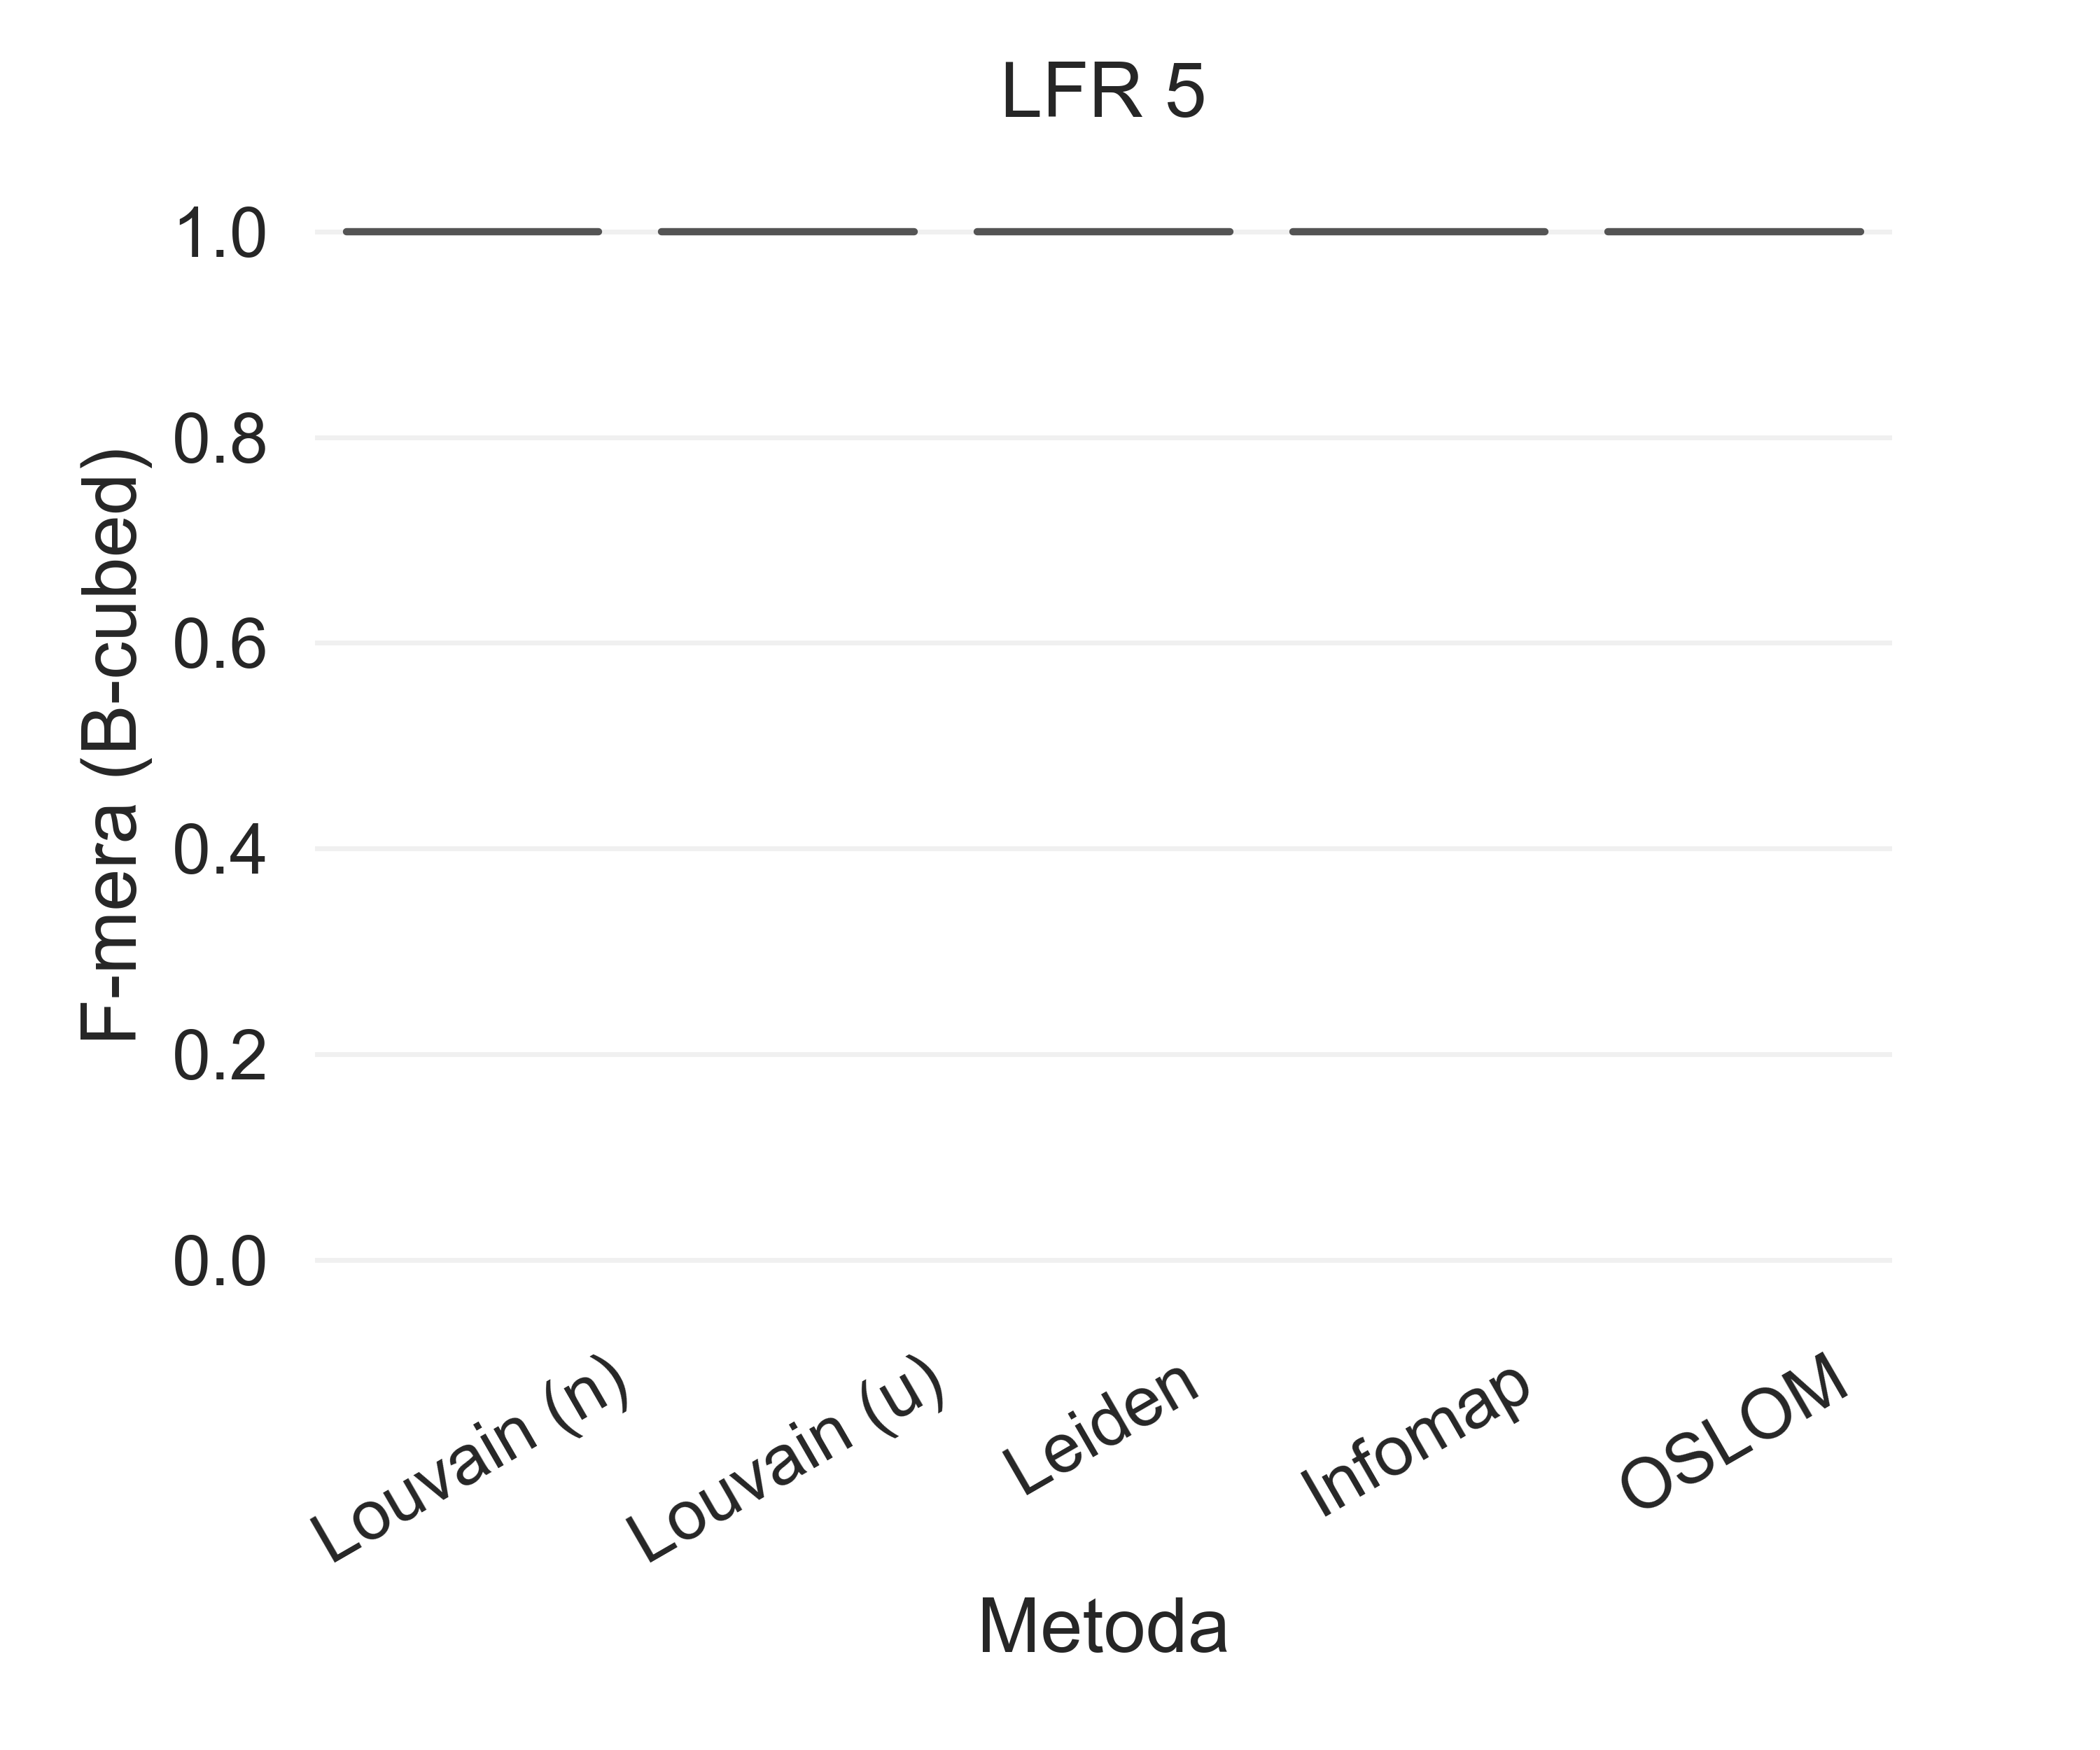 LFR 5
1.0
0.8
0.6
0.4
0.2
0.0
F-mera (B-cubed)
Louvain (n)
Louvain (u)
Leiden
Infomap
OSLOM
Metoda